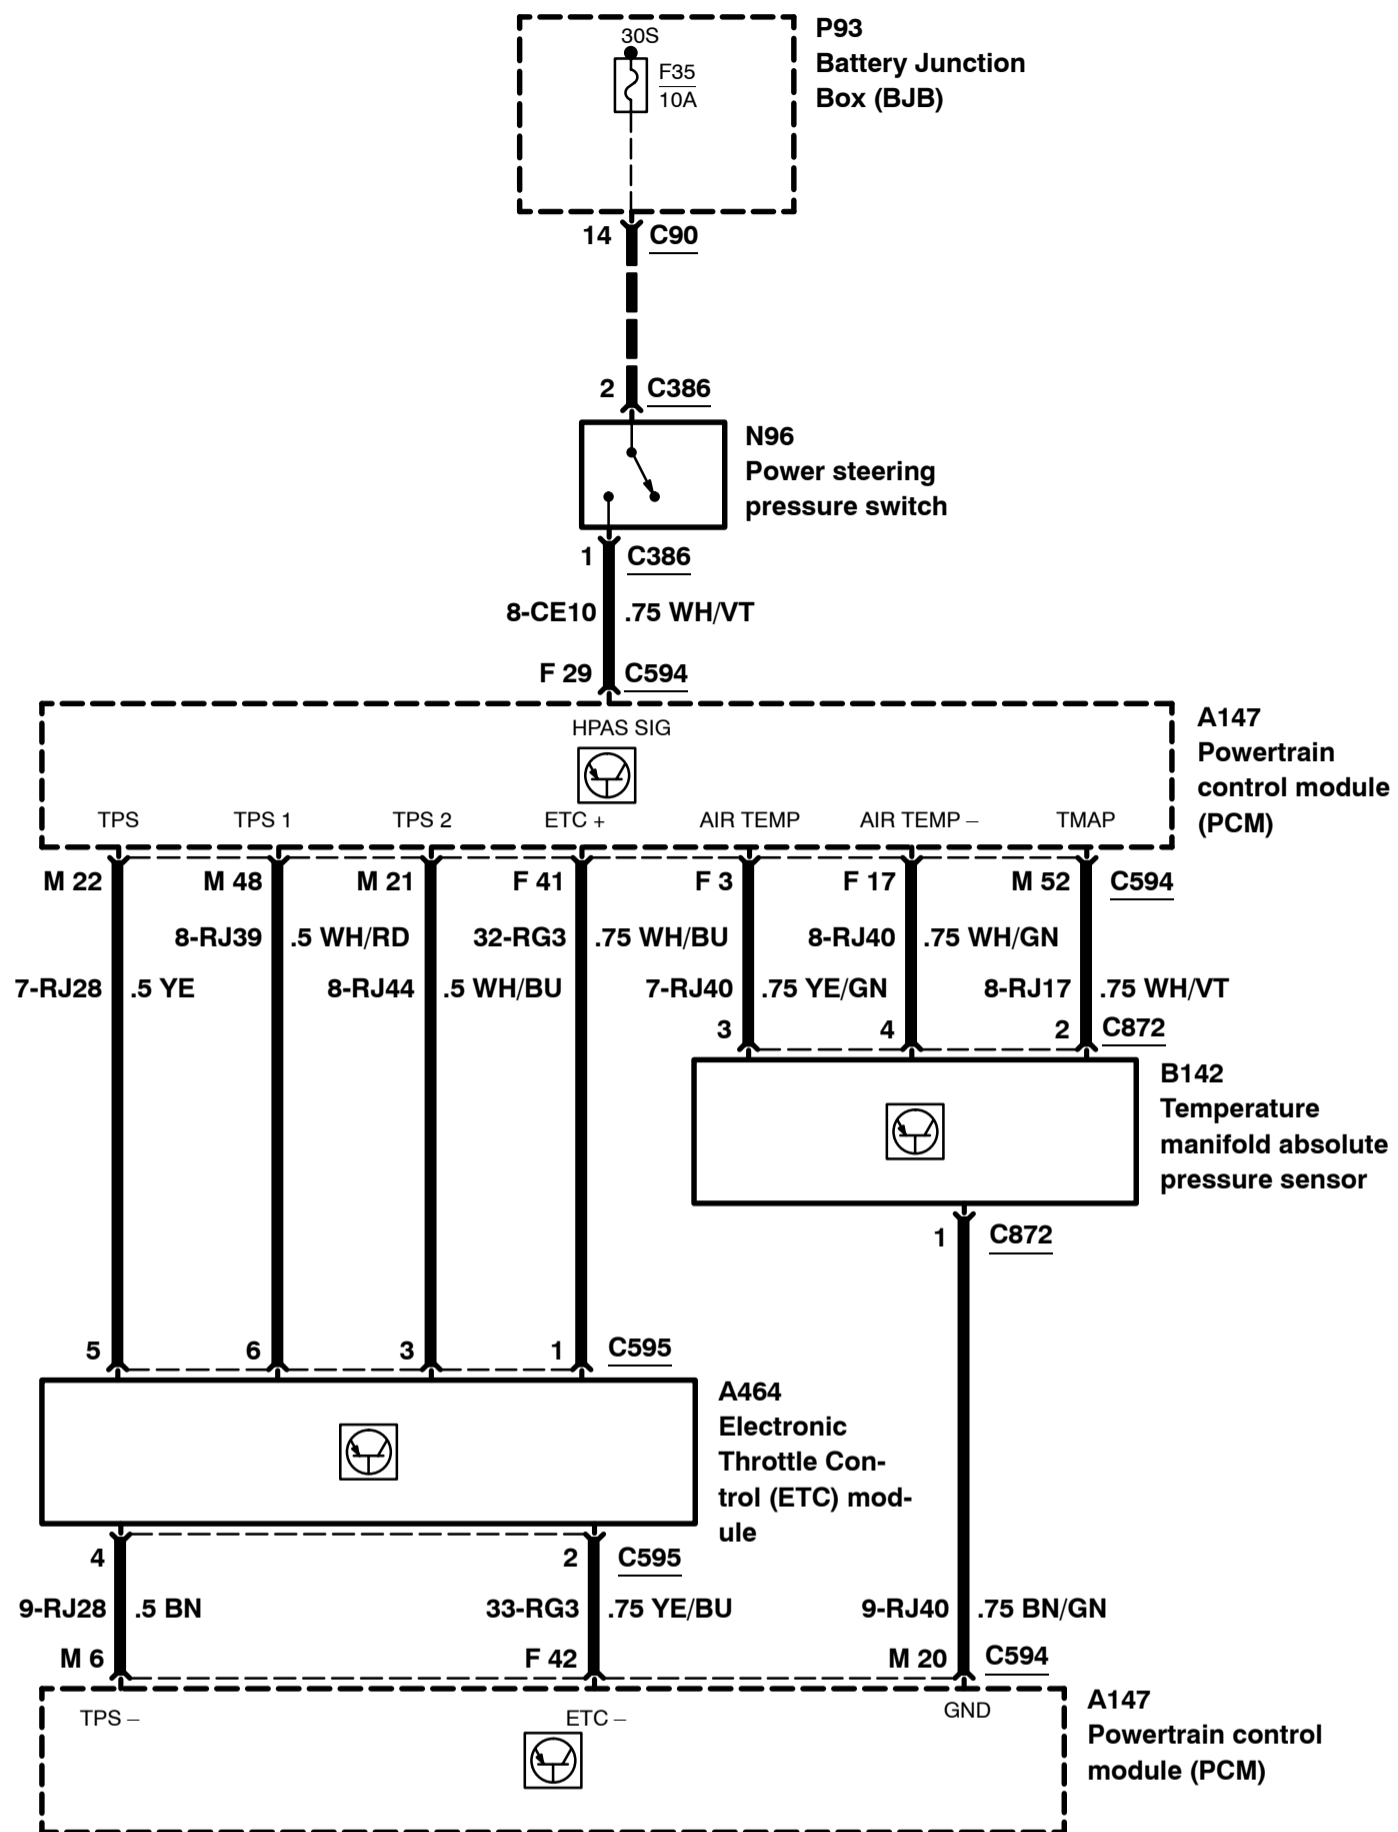 P93
Battery Junction
Box (BJB)
30S
F35
10A
14 C90
2 C386
N96
Power steering
pressure switch
1 C386
8-CE10 .75 WH/VT
F 29 C594
A147
Powertrain
control module
(PCM)
HPAS SIG
TPS TPS 1 TPS 2 ETC + AIR TEMP AIR TEMP – TMAP
M 22 M 48 M 21 F 41 F 3 F 17 M 52 C594
8-RJ39 .5 WH/RD 32-RG3 .75 WH/BU 8-RJ40 .75 WH/GN
7-RJ28 .5 YE 8-RJ44 .5 WH/BU 7-RJ40 .75 YE/GN 8-RJ17 .75 WH/VT
3 4 2 C872
B142
Temperature
manifold absolute
pressure sensor
1 C872
5 6 3 1 C595
A464
Electronic
Throttle Con-
trol (ETC) mod-
ule
4 2 C595
9-RJ28 .5 BN 33-RG3 .75 YE/BU 9-RJ40 .75 BN/GN
M 6 F 42 M 20 C594
TPS – ETC – GND
A147
Powertrain control
module (PCM)